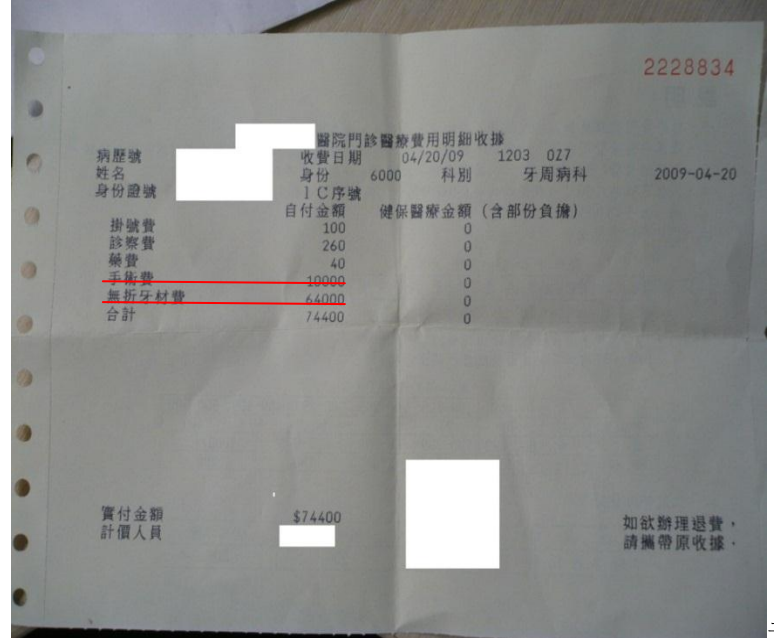 2228834
醫院門診醫療費用明細收據
病歷號 收費日期 04/20/09 1203 0Z7
姓名 身份 6000 科別 牙周病科 2009-04-20
身份證號 IC序號
自付金額 健保醫療金額 (含部份負擔)
掛號費 100 0
診察費 260 0
藥費 40 0
手術費 10000 0
無折牙材費 64000 0
合計 74400 0
實付金額 $74400 如欲辦理退費，
計價人員 請攜帶原收據．